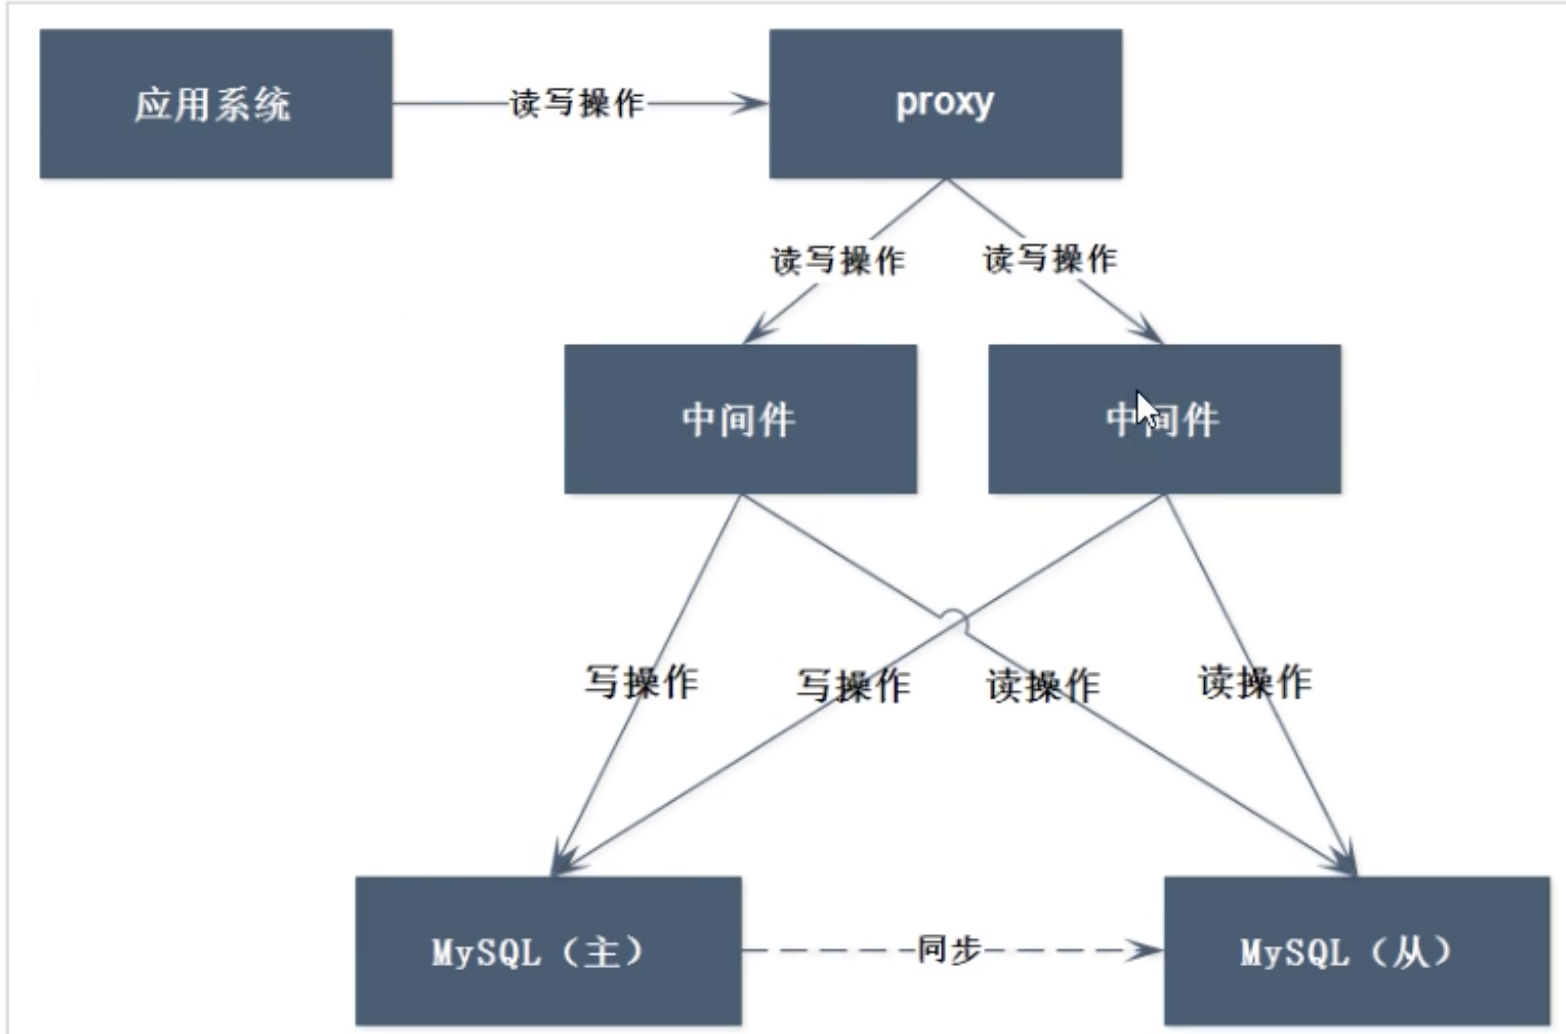 应用系统
读写操作
proxy
读写操作
读写操作
中间件
中间件
写操作
写操作
读操作
读操作
MySQL（主）
同步
MySQL（从）